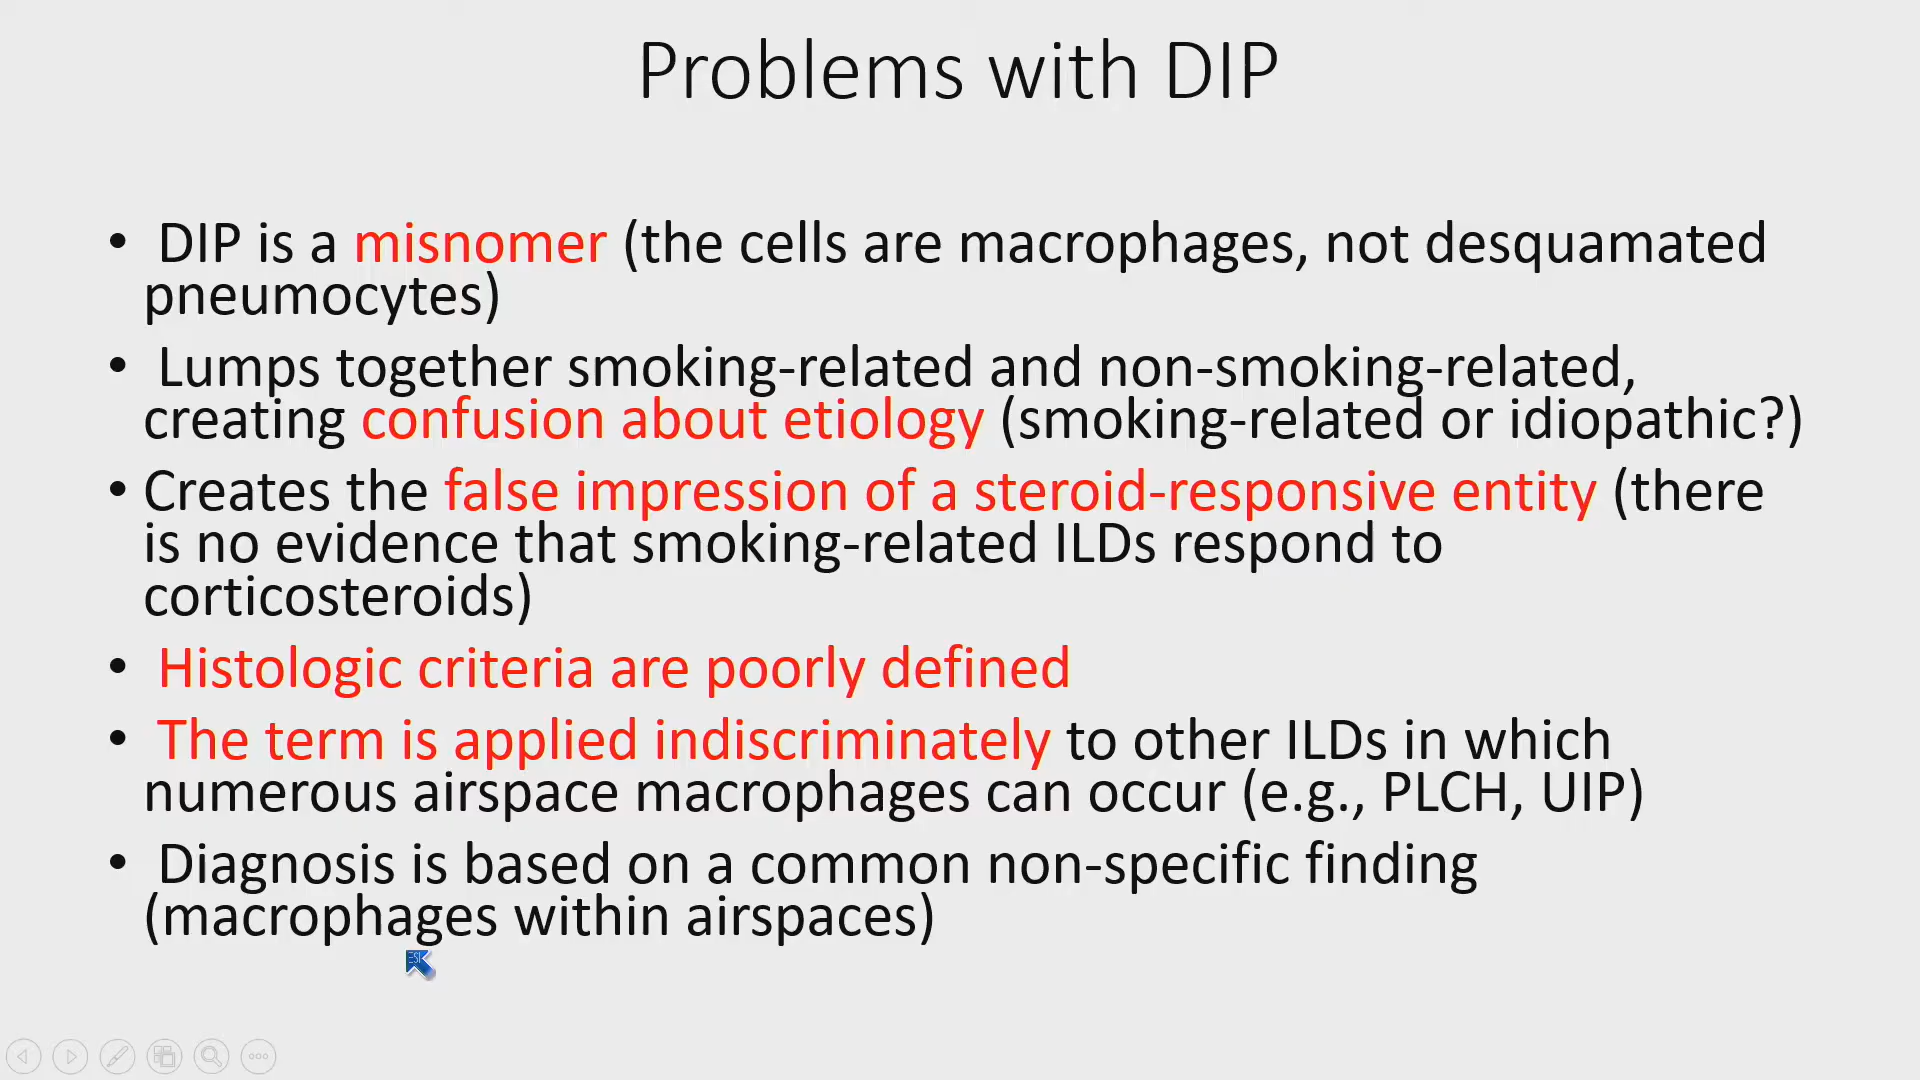 Problems with DIP
• DIP is a misnomer (the cells are macrophages, not desquamated
pneumocytes)
• Lumps together smoking-related and non-smoking-related,
creating confusion about etiology (smoking-related or idiopathic?)
• Creates the false impression of a steroid-responsive entity (there
is no evidence that smoking-related ILDs respond to
corticosteroids)
• Histologic criteria are poorly defined
• The term is applied indiscriminately to other ILDs in which
numerous airspace macrophages can occur (e.g., PLCH, UIP)
• Diagnosis is based on a common non-specific finding
(macrophages within airspaces)